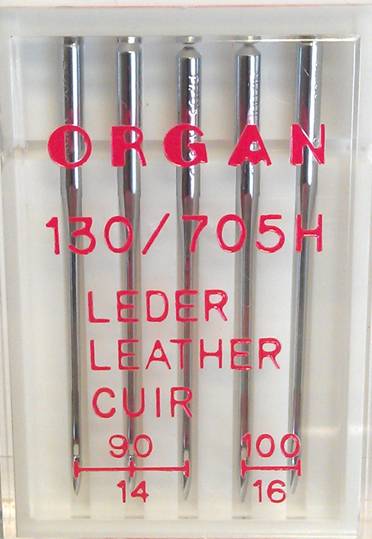 ORGAN
130/705H
LEDER
LEATHER
CUIR
90 100
14 16